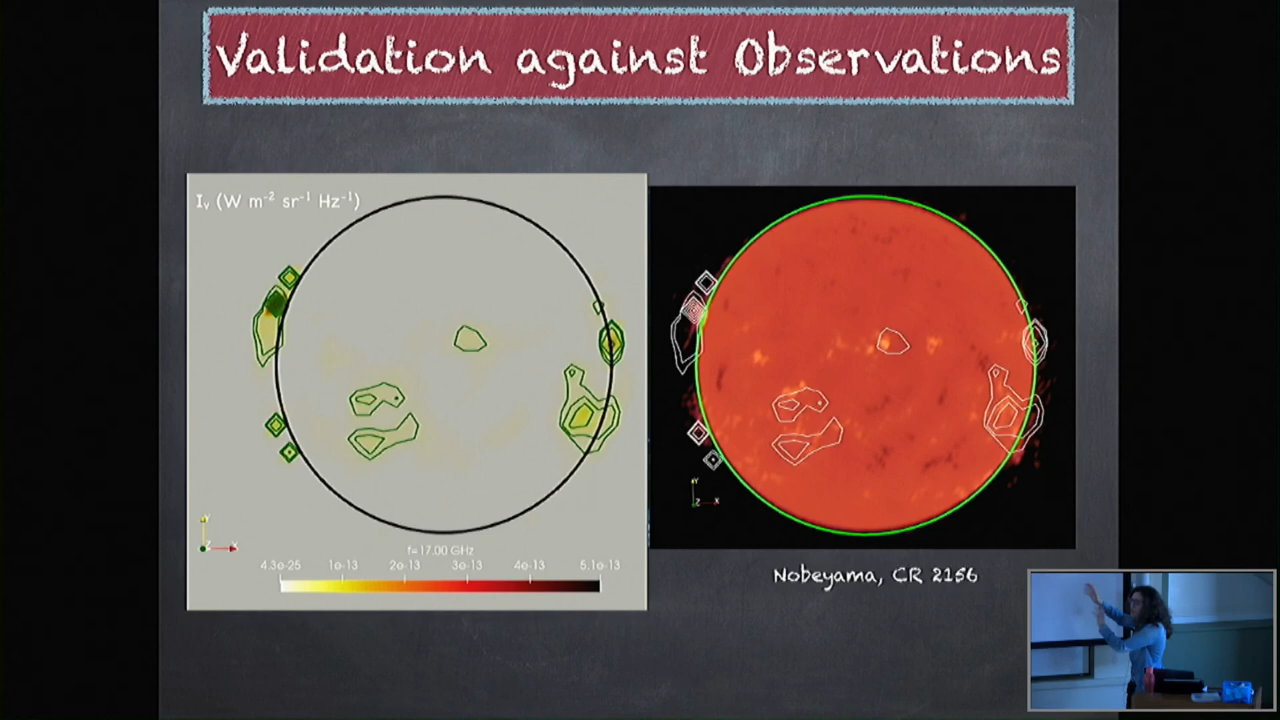 Validation against Observations
Iᵥ (W m⁻² sr⁻¹ Hz⁻¹)
f=17.00 GHz
4.3e-25 1e-13 2e-13 3e-13 4e-13 5.1e-13
Nobeyama, CR 2156
Y
X
Y
Z X